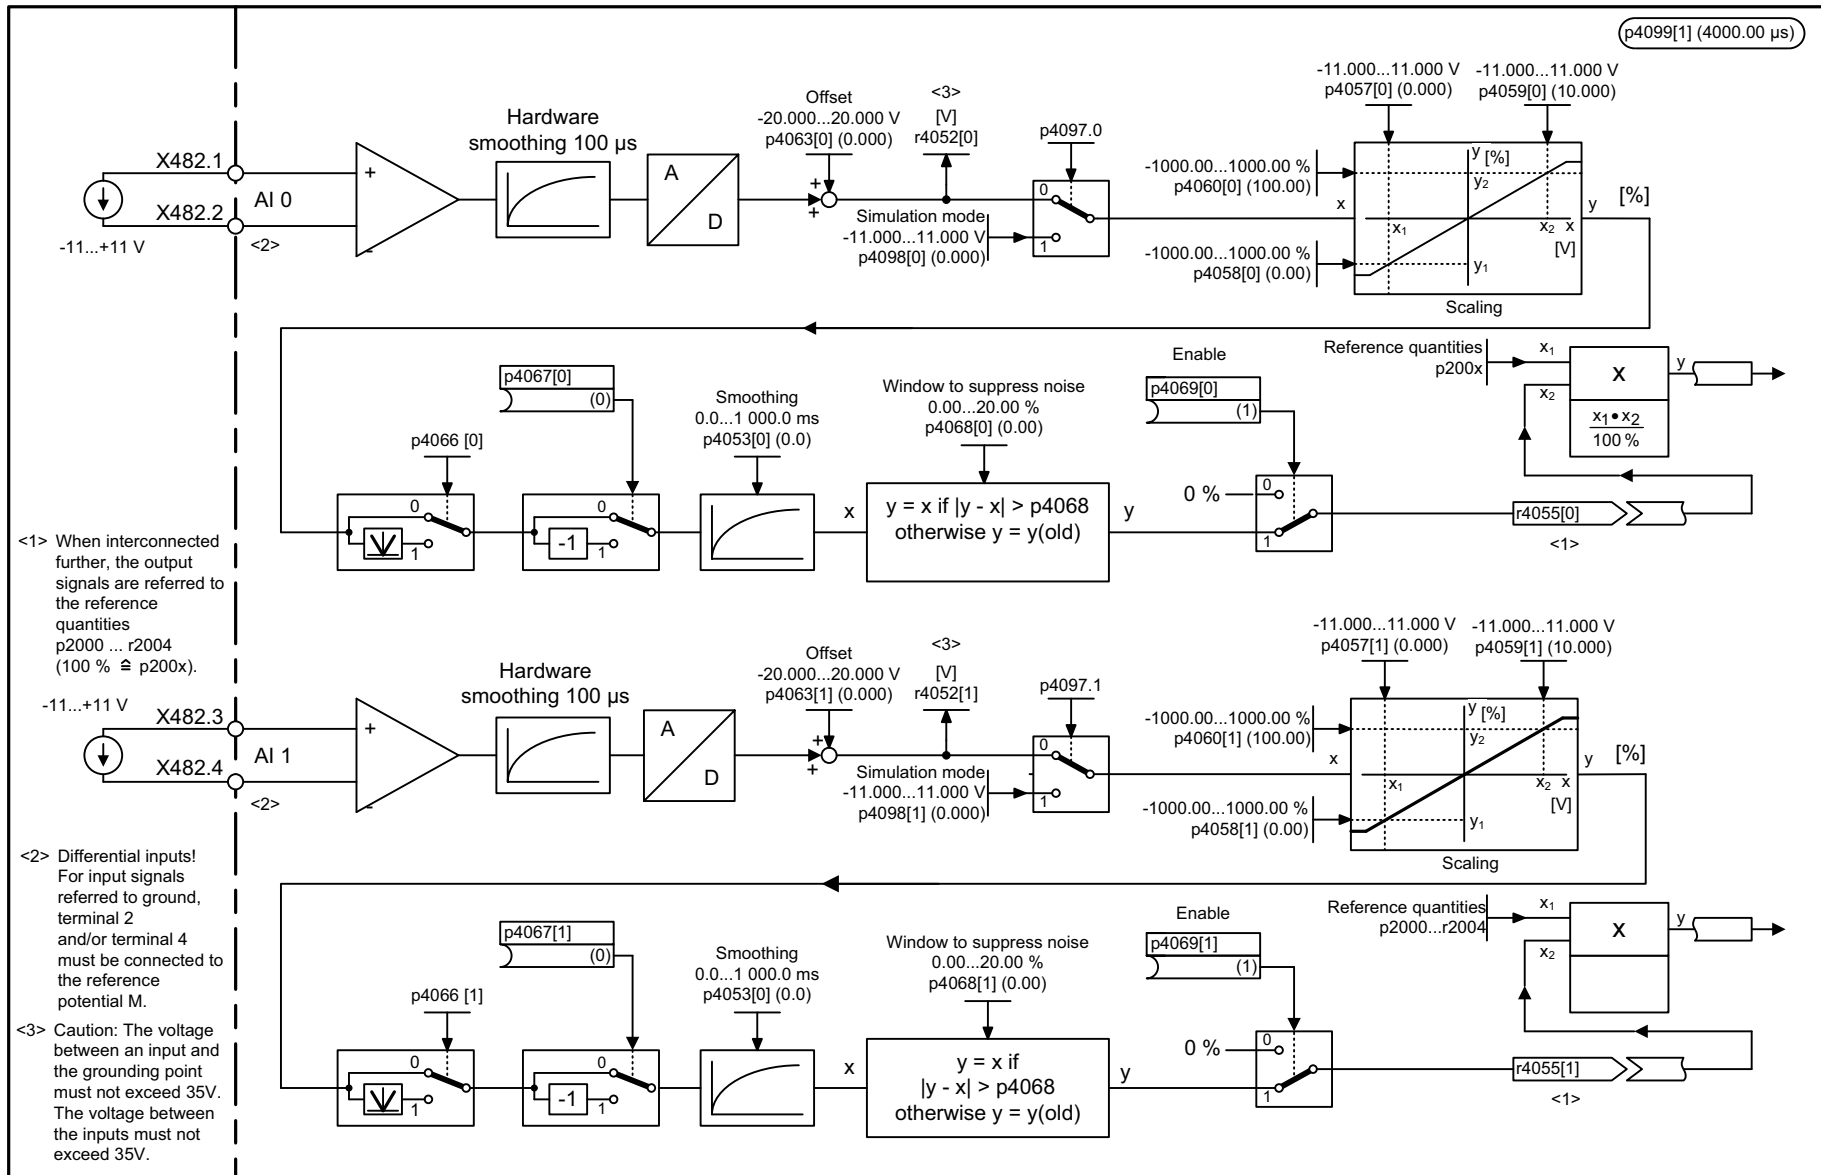 p4099[1] (4000.00 µs)
-11.000...11.000 V
p4057[0] (0.000)
-11.000...11.000 V
p4059[0] (10.000)
Offset
-20.000...20.000 V
p4063[0] (0.000)
<3>
[V]
r4052[0]
Hardware
smoothing 100 µs
p4097.0
X482.1
X482.2
AI 0
<2>
-11...+11 V
+
-
A
D
+
+
0
1
Simulation mode
-11.000...11.000 V
p4098[0] (0.000)
-1000.00...1000.00 %
p4060[0] (100.00)
x
-1000.00...1000.00 %
p4058[0] (0.00)
y [%]
y2
x1
x2 x
[V]
y1
y
[%]
Scaling
p4067[0]
(0)
p4066 [0]
0
1
0
-1
1
Smoothing
0.0...1 000.0 ms
p4053[0] (0.0)
Window to suppress noise
0.00...20.00 %
p4068[0] (0.00)
x
y = x if |y - x| > p4068
otherwise y = y(old)
y
Enable
p4069[0]
(1)
0 %
0
1
Reference quantities
p200x
x1
x2
X
x1•x2
100 %
y
r4055[0]
<1>
<1> When interconnected
further, the output
signals are referred to
the reference
quantities
p2000 ... r2004
(100 % ≙ p200x).
-11.000...11.000 V
p4057[1] (0.000)
-11.000...11.000 V
p4059[1] (10.000)
Offset
-20.000...20.000 V
p4063[1] (0.000)
<3>
[V]
r4052[1]
Hardware
smoothing 100 µs
p4097.1
-11...+11 V
X482.3
X482.4
AI 1
<2>
+
-
A
D
+
+
0
1
Simulation mode
-11.000...11.000 V
p4098[1] (0.000)
-1000.00...1000.00 %
p4060[1] (100.00)
x
-1000.00...1000.00 %
p4058[1] (0.00)
y [%]
y2
x1
x2 x
[V]
y1
y
[%]
Scaling
<2> Differential inputs!
For input signals
referred to ground,
terminal 2
and/or terminal 4
must be connected to
the reference
potential M.
<3> Caution: The voltage
between an input and
the grounding point
must not exceed 35V.
The voltage between
the inputs must not
exceed 35V.
p4067[1]
(0)
p4066 [1]
0
1
0
-1
1
Smoothing
0.0...1 000.0 ms
p4053[0] (0.0)
Window to suppress noise
0.00...20.00 %
p4068[1] (0.00)
x
y = x if
|y - x| > p4068
otherwise y = y(old)
y
Enable
p4069[1]
(1)
0 %
0
1
Reference quantities
p2000...r2004
x1
x2
X
y
r4055[1]
<1>